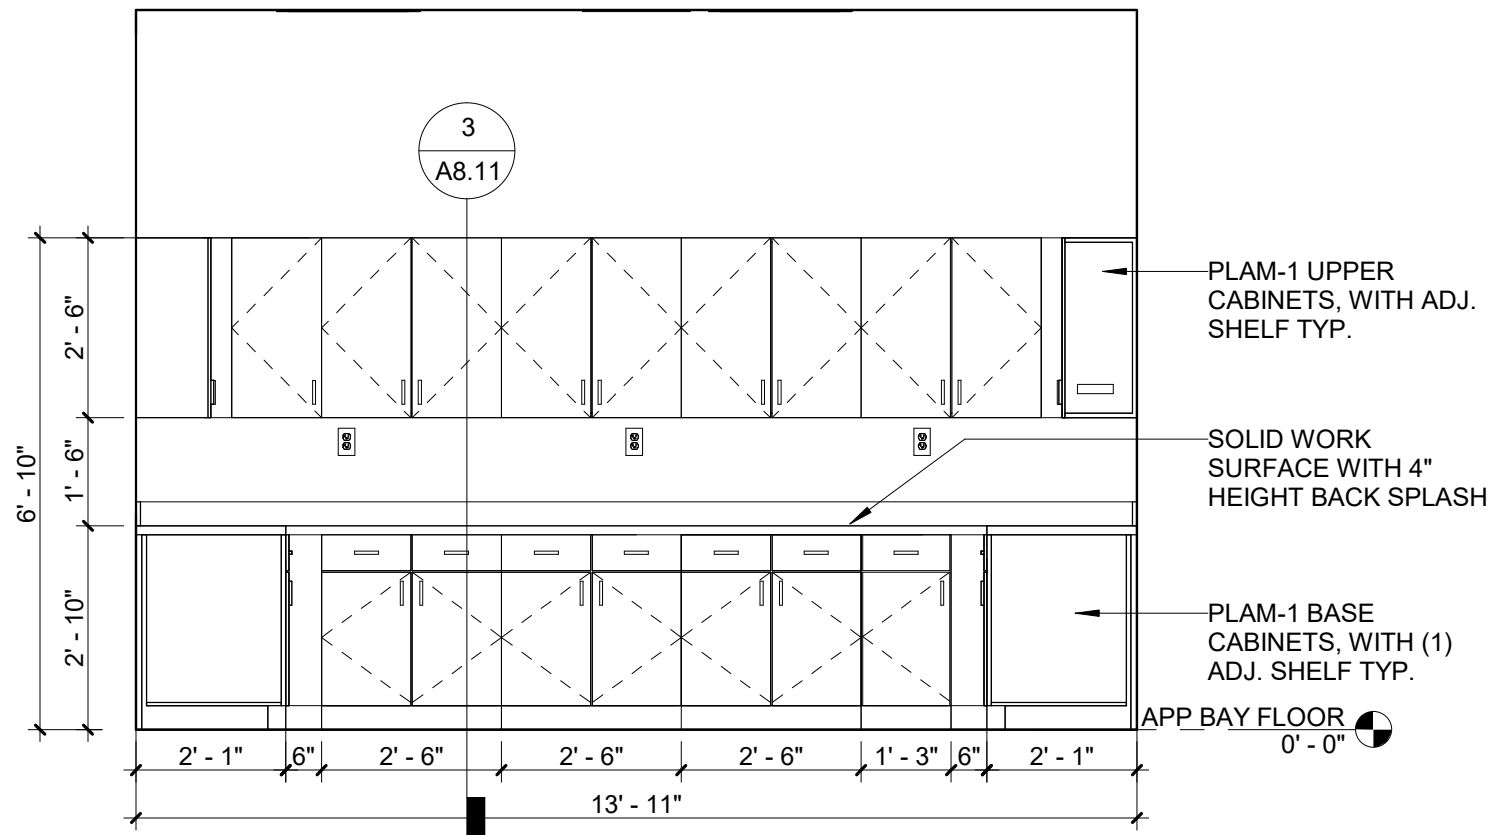 3
A8.11
6' - 10"
2' - 6"
1' - 6"
2' - 10"
PLAM-1 UPPER
CABINETS, WITH ADJ.
SHELF TYP.
SOLID WORK
SURFACE WITH 4"
HEIGHT BACK SPLASH
PLAM-1 BASE
CABINETS, WITH (1)
ADJ. SHELF TYP.
APP BAY FLOOR
0' - 0"
2' - 1" 6" 2' - 6" 2' - 6" 2' - 6" 1' - 3" 6" 2' - 1"
13' - 11"